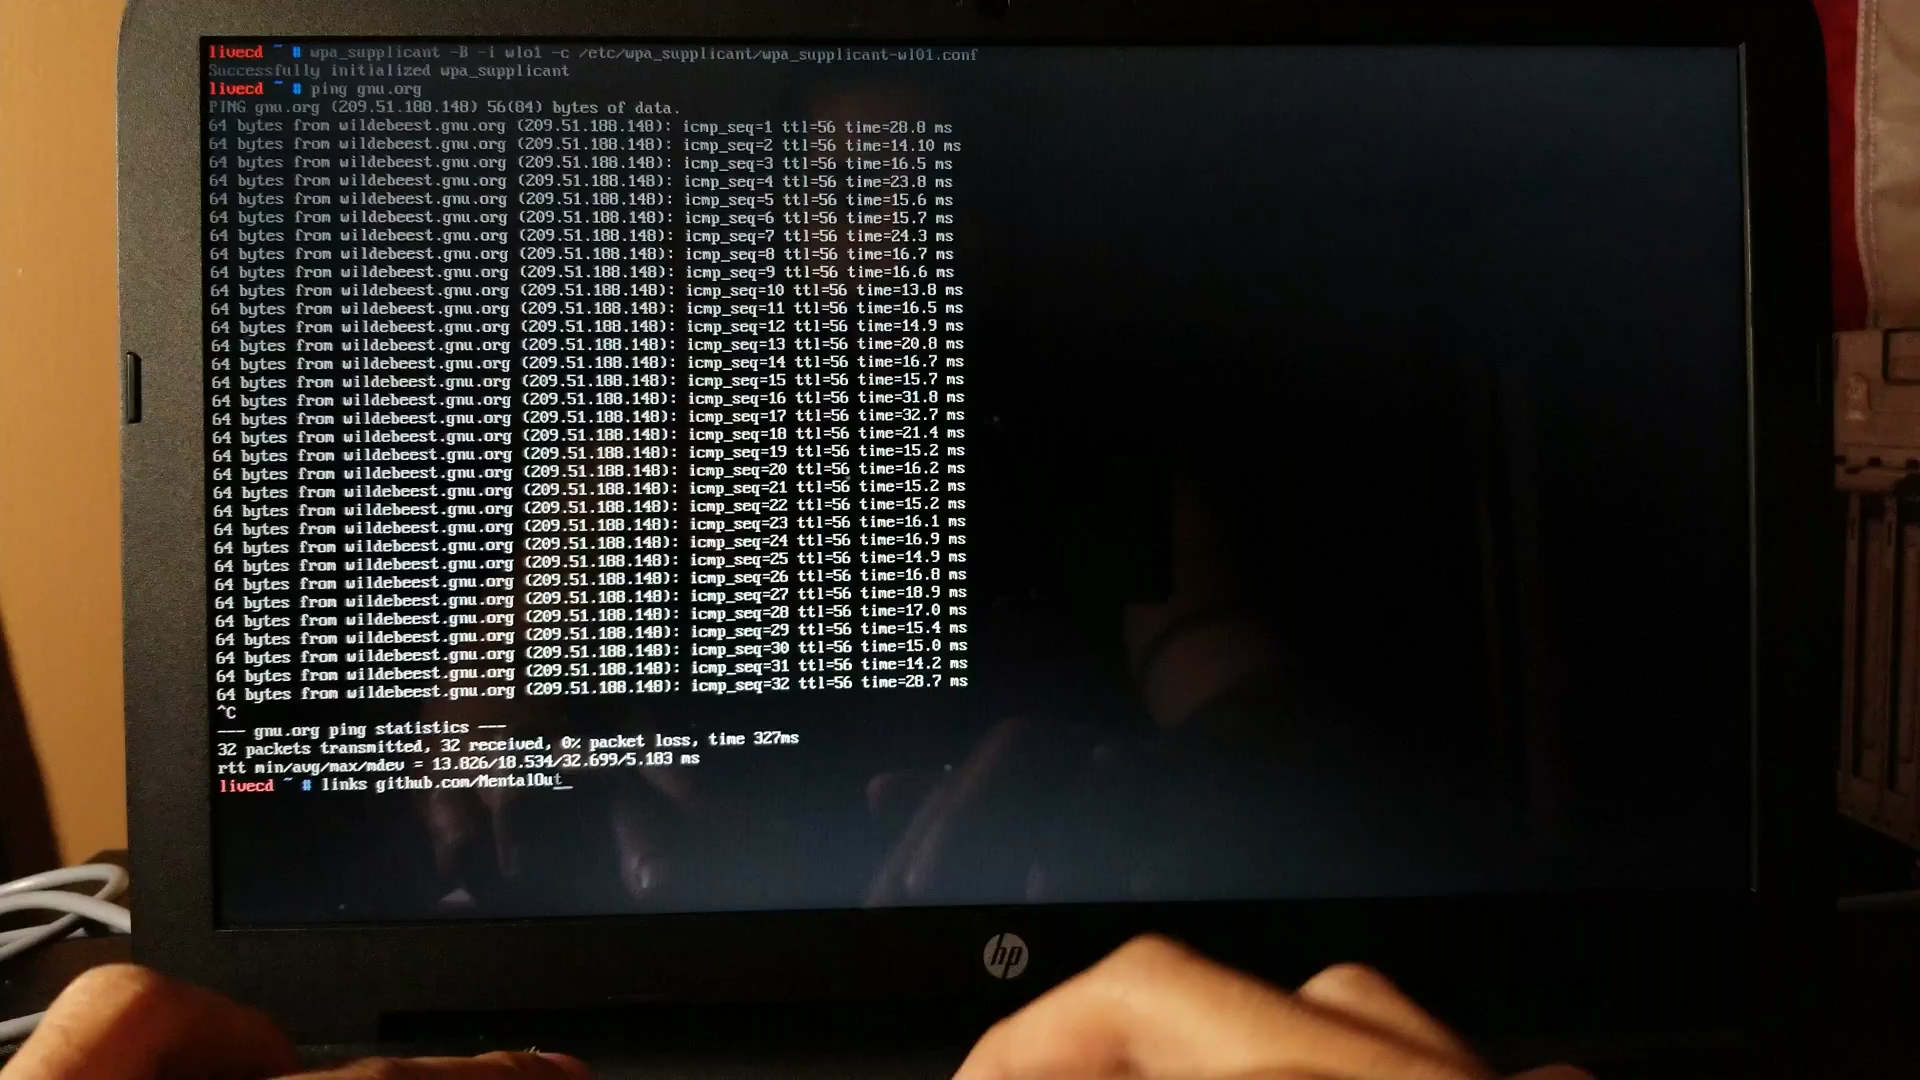 livecd ~ # wpa_supplicant -B -i wlo1 -c /etc/wpa_supplicant/wpa_supplicant-wl01.conf
Successfully initialized wpa_supplicant
livecd ~ # ping gnu.org
PING gnu.org (209.51.188.148) 56(84) bytes of data.
64 bytes from wildebeest.gnu.org (209.51.188.148): icmp_seq=1 ttl=56 time=28.8 ms
64 bytes from wildebeest.gnu.org (209.51.188.148): icmp_seq=2 ttl=56 time=14.10 ms
64 bytes from wildebeest.gnu.org (209.51.188.148): icmp_seq=3 ttl=56 time=16.5 ms
64 bytes from wildebeest.gnu.org (209.51.188.148): icmp_seq=4 ttl=56 time=23.8 ms
64 bytes from wildebeest.gnu.org (209.51.188.148): icmp_seq=5 ttl=56 time=15.6 ms
64 bytes from wildebeest.gnu.org (209.51.188.148): icmp_seq=6 ttl=56 time=15.7 ms
64 bytes from wildebeest.gnu.org (209.51.188.148): icmp_seq=7 ttl=56 time=24.3 ms
64 bytes from wildebeest.gnu.org (209.51.188.148): icmp_seq=8 ttl=56 time=16.7 ms
64 bytes from wildebeest.gnu.org (209.51.188.148): icmp_seq=9 ttl=56 time=16.6 ms
64 bytes from wildebeest.gnu.org (209.51.188.148): icmp_seq=10 ttl=56 time=13.8 ms
64 bytes from wildebeest.gnu.org (209.51.188.148): icmp_seq=11 ttl=56 time=16.5 ms
64 bytes from wildebeest.gnu.org (209.51.188.148): icmp_seq=12 ttl=56 time=14.9 ms
64 bytes from wildebeest.gnu.org (209.51.188.148): icmp_seq=13 ttl=56 time=20.8 ms
64 bytes from wildebeest.gnu.org (209.51.188.148): icmp_seq=14 ttl=56 time=16.7 ms
64 bytes from wildebeest.gnu.org (209.51.188.148): icmp_seq=15 ttl=56 time=15.7 ms
64 bytes from wildebeest.gnu.org (209.51.188.148): icmp_seq=16 ttl=56 time=31.8 ms
64 bytes from wildebeest.gnu.org (209.51.188.148): icmp_seq=17 ttl=56 time=32.7 ms
64 bytes from wildebeest.gnu.org (209.51.188.148): icmp_seq=18 ttl=56 time=21.4 ms
64 bytes from wildebeest.gnu.org (209.51.188.148): icmp_seq=19 ttl=56 time=15.2 ms
64 bytes from wildebeest.gnu.org (209.51.188.148): icmp_seq=20 ttl=56 time=16.2 ms
64 bytes from wildebeest.gnu.org (209.51.188.148): icmp_seq=21 ttl=56 time=15.2 ms
64 bytes from wildebeest.gnu.org (209.51.188.148): icmp_seq=22 ttl=56 time=15.2 ms
64 bytes from wildebeest.gnu.org (209.51.188.148): icmp_seq=23 ttl=56 time=16.1 ms
64 bytes from wildebeest.gnu.org (209.51.188.148): icmp_seq=24 ttl=56 time=16.9 ms
64 bytes from wildebeest.gnu.org (209.51.188.148): icmp_seq=25 ttl=56 time=14.9 ms
64 bytes from wildebeest.gnu.org (209.51.188.148): icmp_seq=26 ttl=56 time=16.8 ms
64 bytes from wildebeest.gnu.org (209.51.188.148): icmp_seq=27 ttl=56 time=18.9 ms
64 bytes from wildebeest.gnu.org (209.51.188.148): icmp_seq=28 ttl=56 time=17.0 ms
64 bytes from wildebeest.gnu.org (209.51.188.148): icmp_seq=29 ttl=56 time=15.4 ms
64 bytes from wildebeest.gnu.org (209.51.188.148): icmp_seq=30 ttl=56 time=15.0 ms
64 bytes from wildebeest.gnu.org (209.51.188.148): icmp_seq=31 ttl=56 time=14.2 ms
64 bytes from wildebeest.gnu.org (209.51.188.148): icmp_seq=32 ttl=56 time=28.7 ms
^C
--- gnu.org ping statistics ---
32 packets transmitted, 32 received, 0% packet loss, time 327ms
rtt min/avg/max/mdev = 13.826/18.534/32.699/5.183 ms
livecd ~ # links github.com/MentalOut_
hp